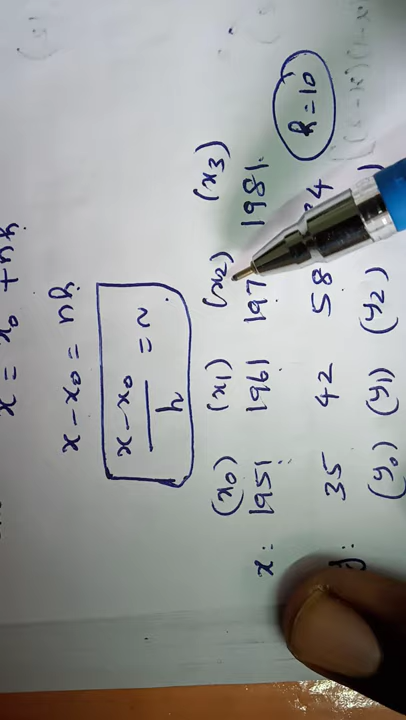 x = x₀ + nh
x - x₀ = nh
(x - x₀)/h = n
(x₀) (x₁) (x₂) (x₃)
x: 1951 1961 197 1981 h=10
35 42 58
(y₀) (y₁) (y₂)